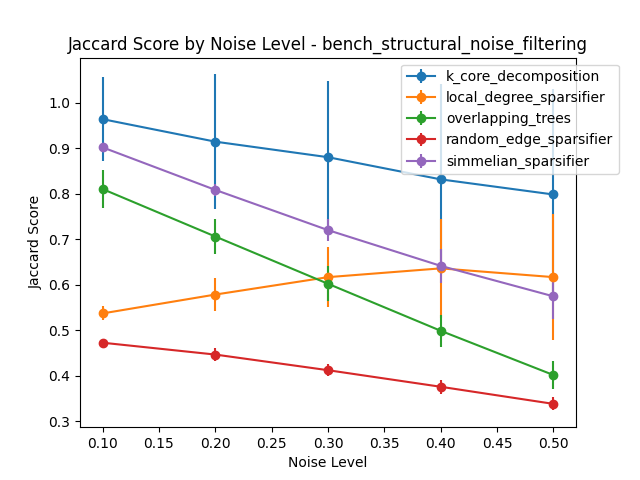 Jaccard Score by Noise Level - bench_structural_noise_filtering
k_core_decomposition
local_degree_sparsifier
overlapping_trees
random_edge_sparsifier
simmelian_sparsifier
Jaccard Score
1.0
0.9
0.8
0.7
0.6
0.5
0.4
0.3
0.10 0.15 0.20 0.25 0.30 0.35 0.40 0.45 0.50
Noise Level